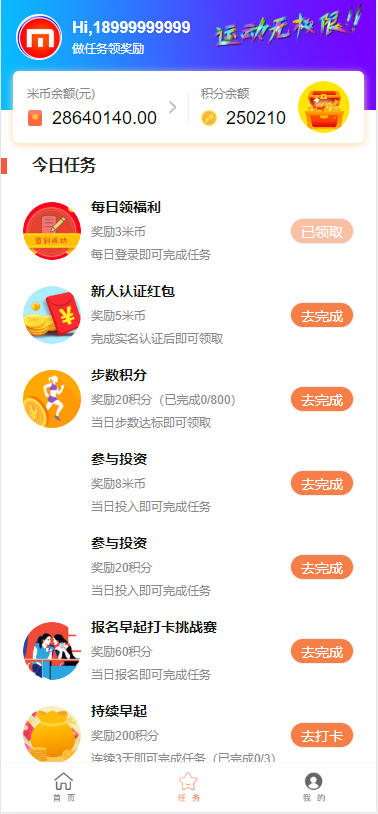 Hi,18999999999
做任务领奖励
运动无极限!!
米币余额(元)
28640140.00
积分余额
250210
今日任务
每日领福利
奖励3米币
每日登录即可完成任务
签到成功
已领取
新人认证红包
奖励5米币
完成实名认证后即可领取
去完成
步数积分
奖励20积分（已完成0/800）
当日步数达标即可领取
去完成
参与投资
奖励8米币
当日投入即可完成任务
去完成
参与投资
奖励20积分
当日投入即可完成任务
去完成
报名早起打卡挑战赛
奖励60积分
当日报名即可完成任务
去完成
持续早起
奖励200积分
连续3天即可完成任务（已完成0/3）
去打卡
首 页
任 务
我 的